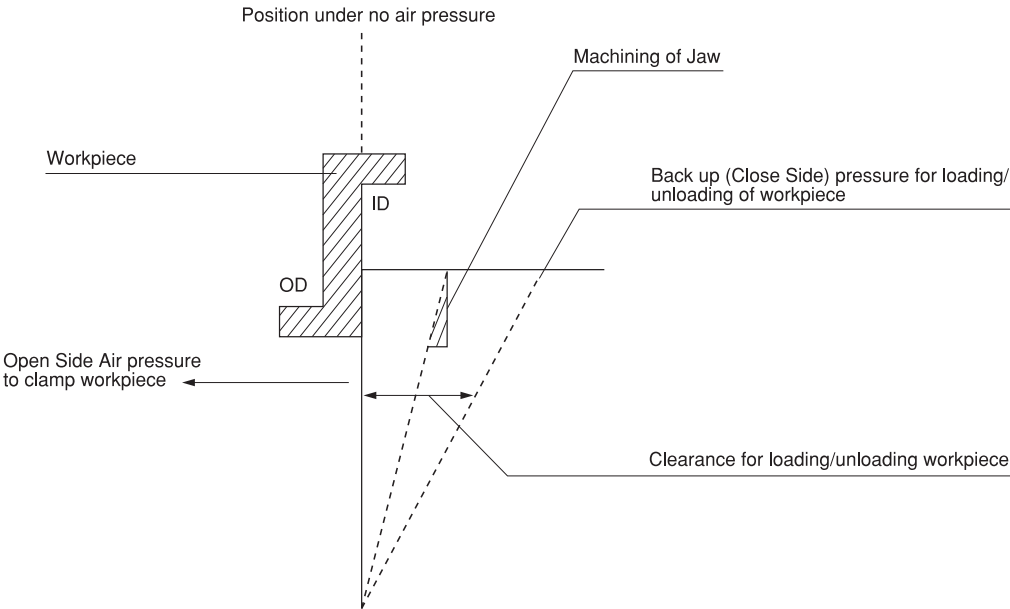 Position under no air pressure
Machining of Jaw
Workpiece
Back up (Close Side) pressure for loading/
unloading of workpiece
ID
OD
Open Side Air pressure
to clamp workpiece
Clearance for loading/unloading workpiece